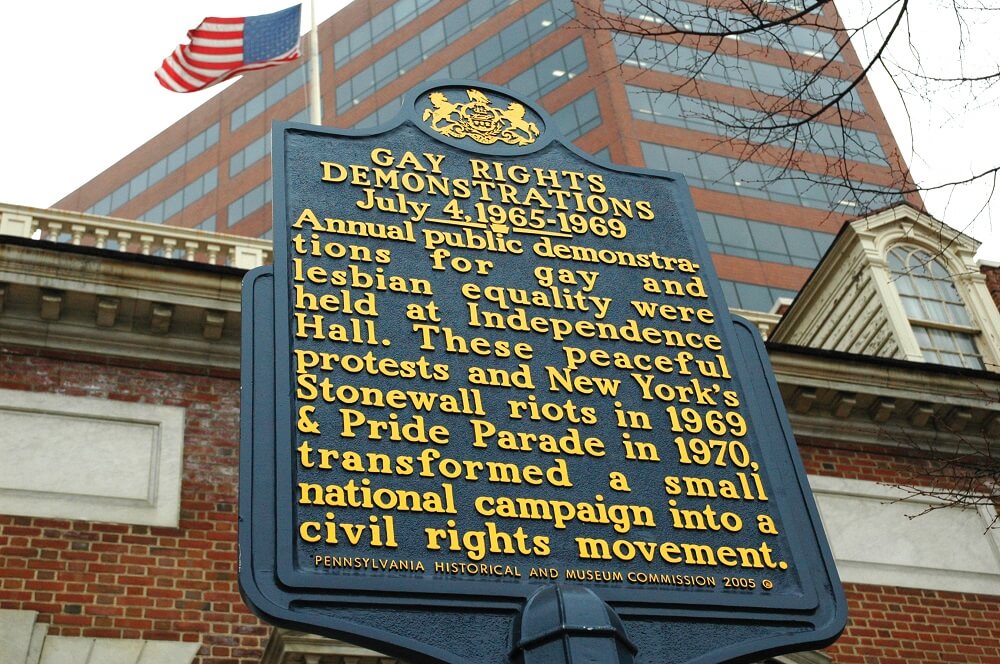 GAY RIGHTS
DEMONSTRATIONS
July 4, 1965-1969
Annual public demonstra-
tions for gay and
lesbian equality were
held at Independence
Hall. These peaceful
protests and New York's
Stonewall riots in 1969
& Pride Parade in 1970,
transformed a small
national campaign into a
civil rights movement.
PENNSYLVANIA HISTORICAL AND MUSEUM COMMISSION 2005 ©